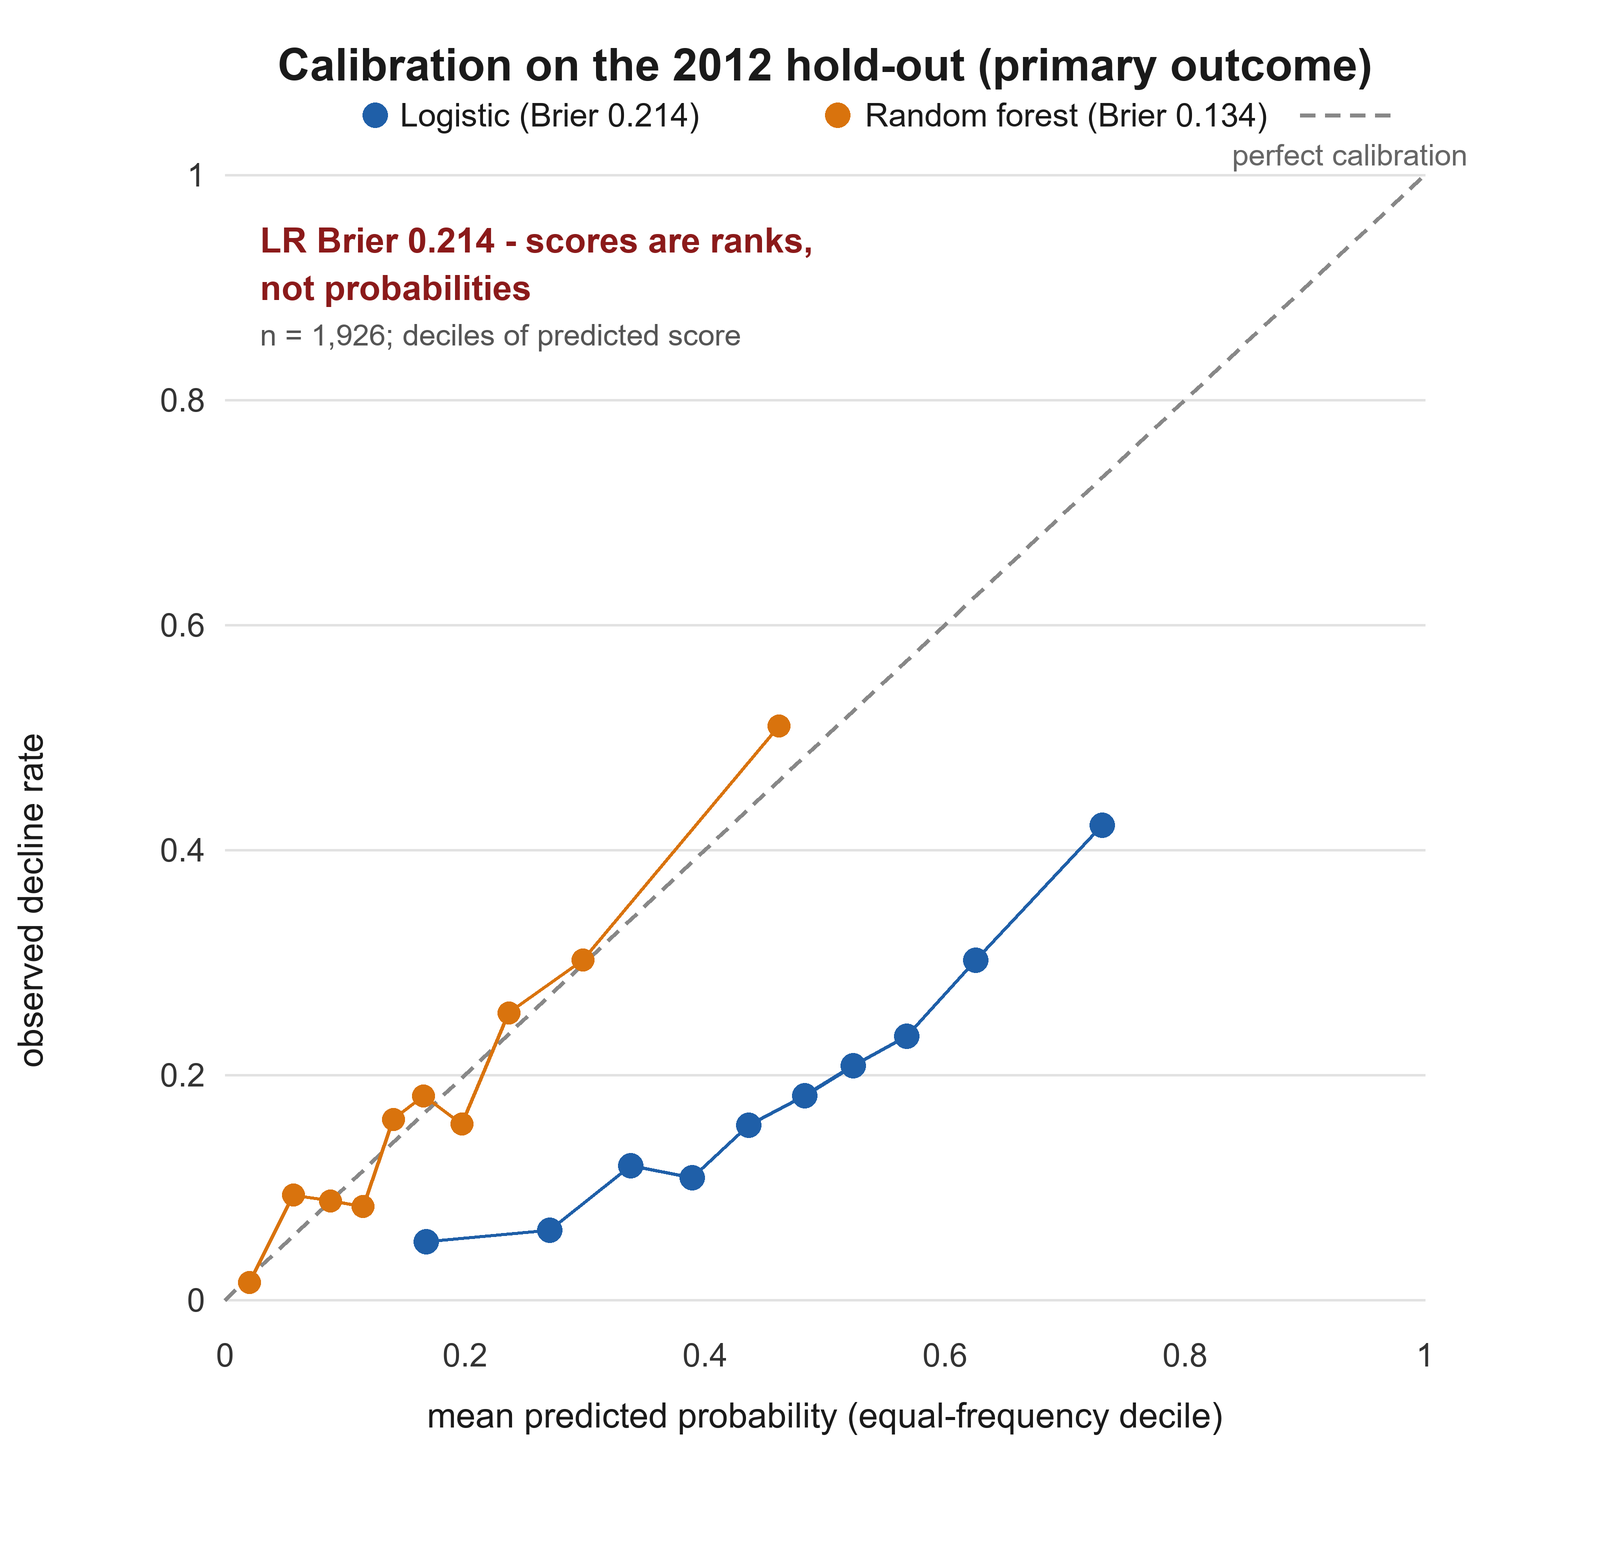 Calibration on the 2012 hold-out (primary outcome)
Logistic (Brier 0.214)
Random forest (Brier 0.134)
perfect calibration
LR Brier 0.214 - scores are ranks,
not probabilities
n = 1,926; deciles of predicted score
observed decline rate
1
0.8
0.6
0.4
0.2
0
0
0.2
0.4
0.6
0.8
1
mean predicted probability (equal-frequency decile)